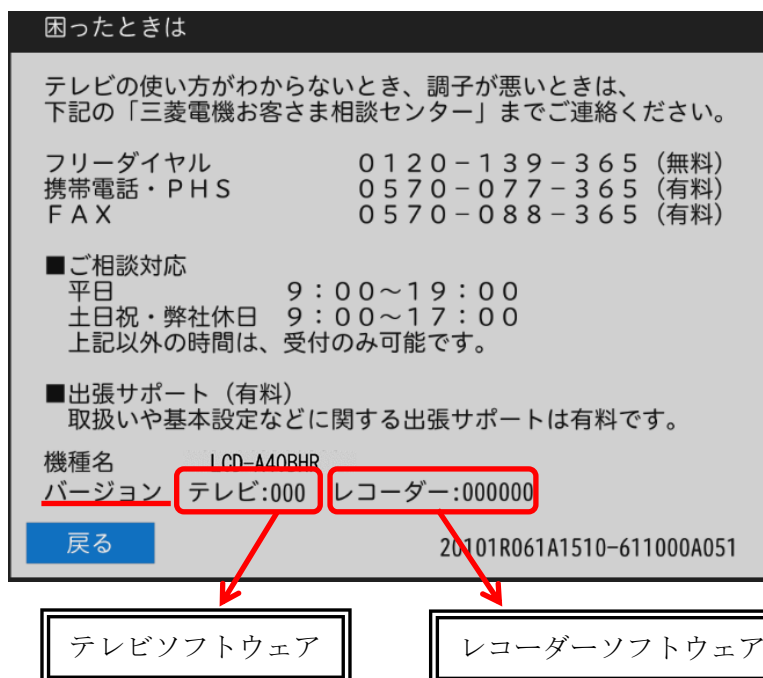 困ったときは
テレビの使い方がわからないとき、調子が悪いときは、
下記の「三菱電機お客さま相談センター」までご連絡ください。
フリーダイヤル 0120-139-365(無料)
携帯電話・PHS 0570-077-365(有料)
FAX 0570-088-365(有料)
■ご相談対応
平日 9:00~19:00
土日祝・弊社休日 9:00~17:00
上記以外の時間は、受付のみ可能です。
■出張サポート(有料)
取扱いや基本設定などに関する出張サポートは有料です。
機種名 LCD-A40BHR
バージョン テレビ:000 レコーダー:000000
戻る 20101R061A1510-611000A051
テレビソフトウェア レコーダーソフトウェア